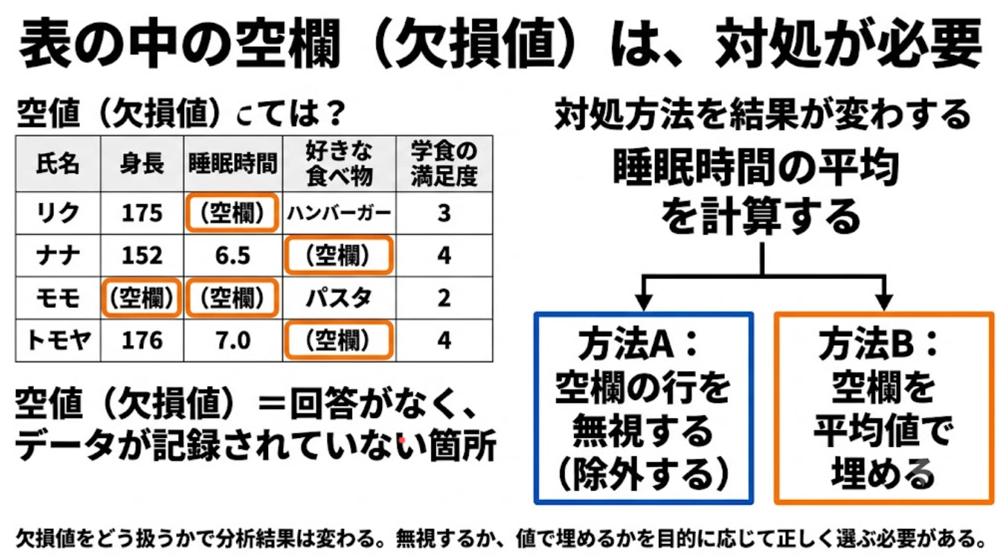 表の中の空欄（欠損値）は、対処が必要
空値（欠損値）こては？
氏名 身長 睡眠時間 好きな食べ物 学食の満足度
リク 175 （空欄） ハンバーガー 3
ナナ 152 6.5 （空欄） 4
モモ （空欄） （空欄） パスタ 2
トモヤ 176 7.0 （空欄） 4
空値（欠損値）＝回答がなく、
データが記録されていない箇所
対処方法を結果が変わする
睡眠時間の平均
を計算する
方法A：
空欄の行を
無視する
（除外する）
方法B：
空欄を
平均値で
埋める
欠損値をどう扱うかで分析結果は変わる。無視するか、値で埋めるかを目的に応じて正しく選ぶ必要がある。